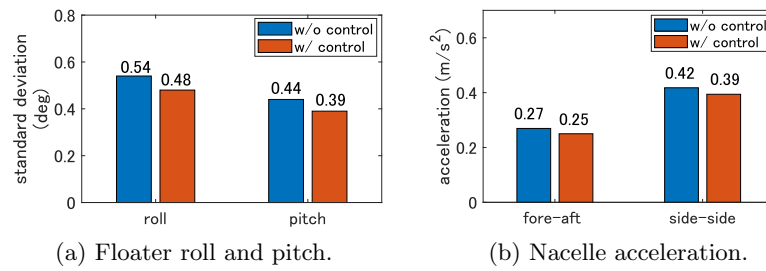 0.8
0.6
0.4
0.2
0
standard deviation
(deg)
w/o control
w/ control
0.54
0.48
0.44
0.39
roll
pitch
(a) Floater roll and pitch.
0.6
0.4
0.2
0
acceleration (m/s²)
w/o control
w/ control
0.27
0.25
0.42
0.39
fore-aft
side-side
(b) Nacelle acceleration.